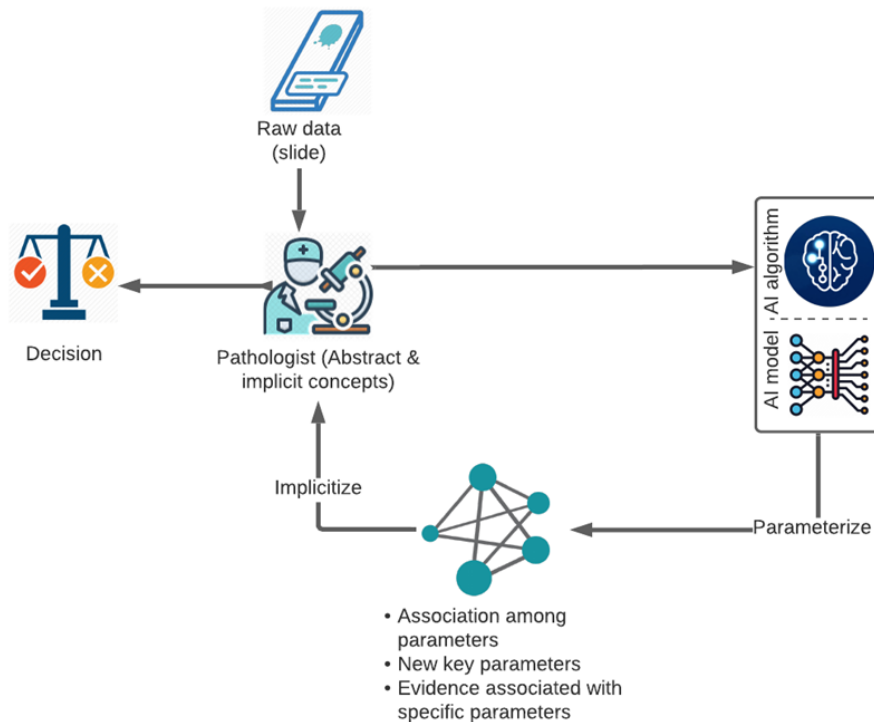 Raw data
(slide)
AI algorithm
AI model
Decision
Pathologist (Abstract &
implicit concepts)
Implicitize
Parameterize
• Association among
parameters
• New key parameters
• Evidence associated with
specific parameters